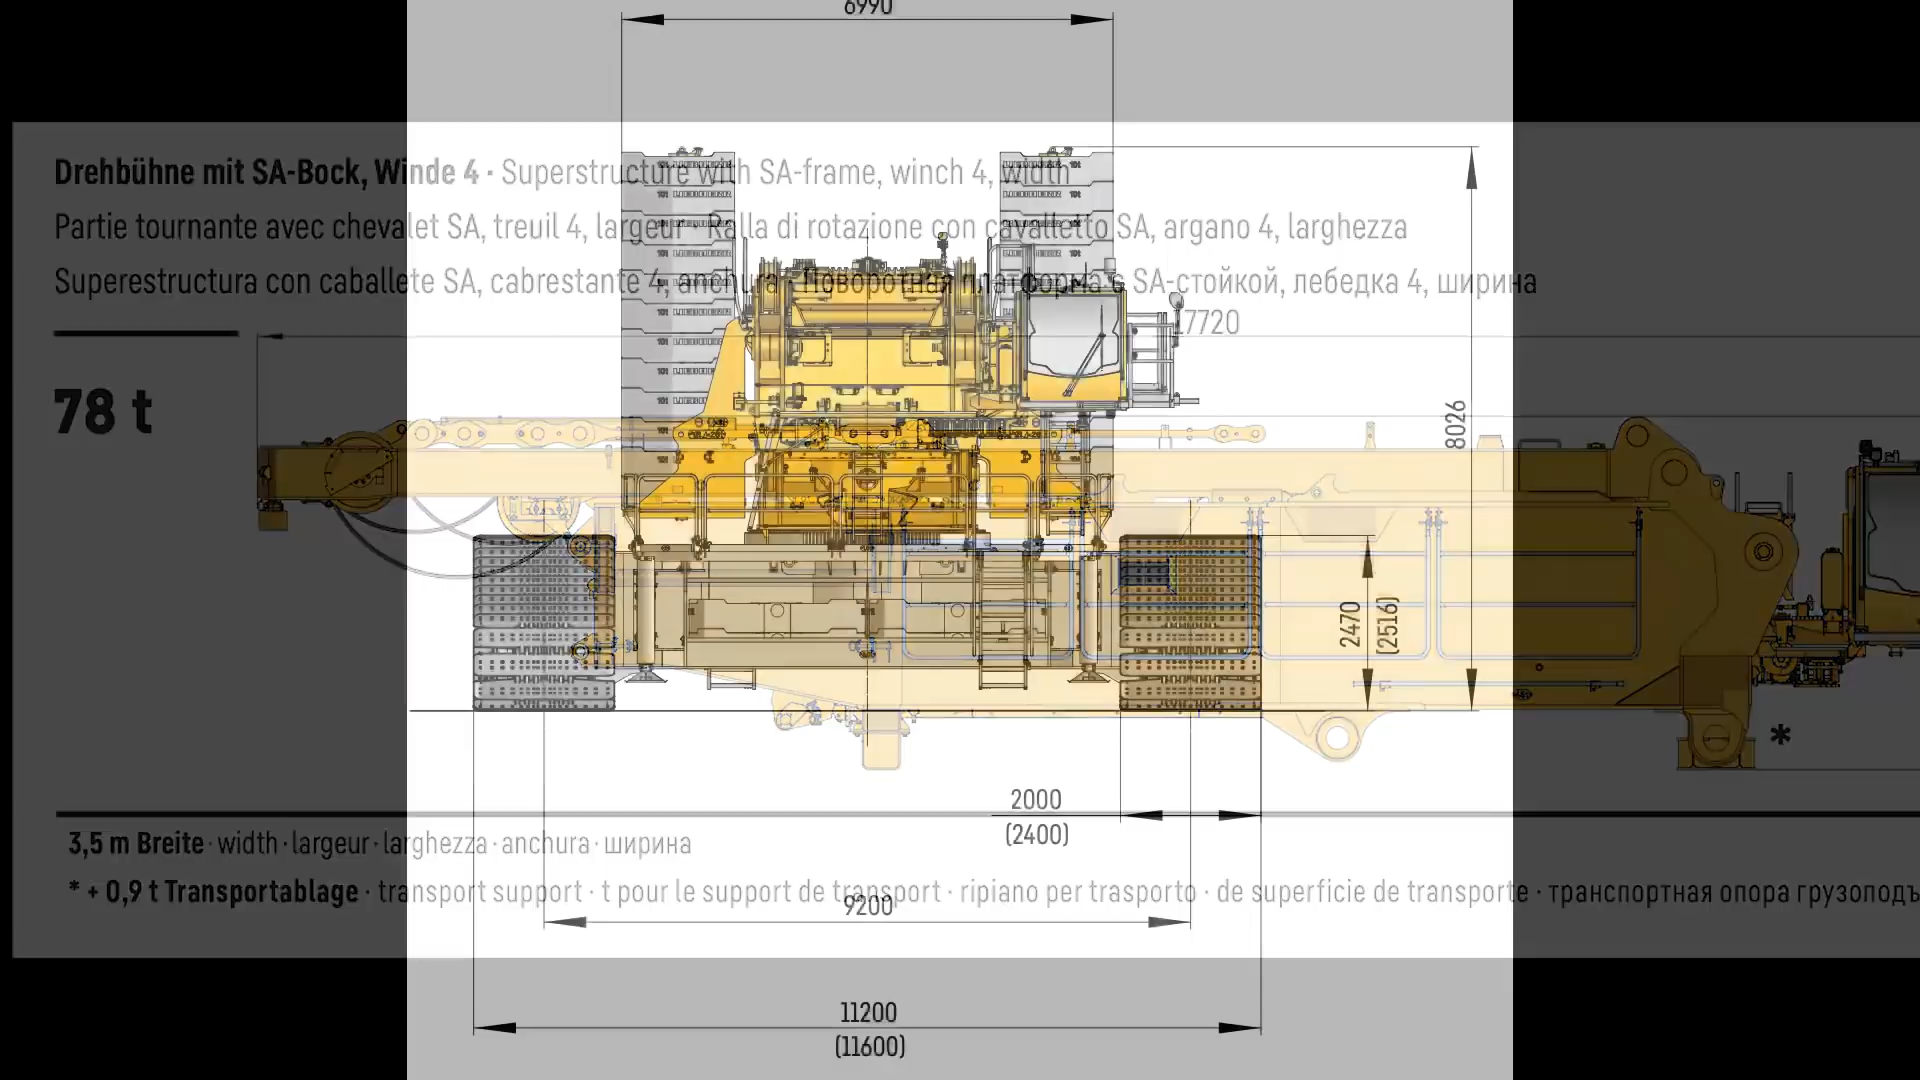 6990
Drehbühne mit SA-Bock, Winde 4 · Superstructure with SA-frame, winch 4, width
Partie tournante avec chevalet SA, treuil 4, largeur · Ralla di rotazione con cavalletto SA, argano 4, larghezza
Superestructura con caballete SA, cabrestante 4, anchura · Поворотная платформа с SA-стойкой, лебедка 4, ширина
17720
78 t
8026
2470
(2516)
*
2000
(2400)
3,5 m Breite · width · largeur · larghezza · anchura · ширина
* + 0,9 t Transportablage · transport support · t pour le support de transport · ripiano per trasporto · de superficie de transporte · транспортная опора грузоподъ
9200
11200
(11600)